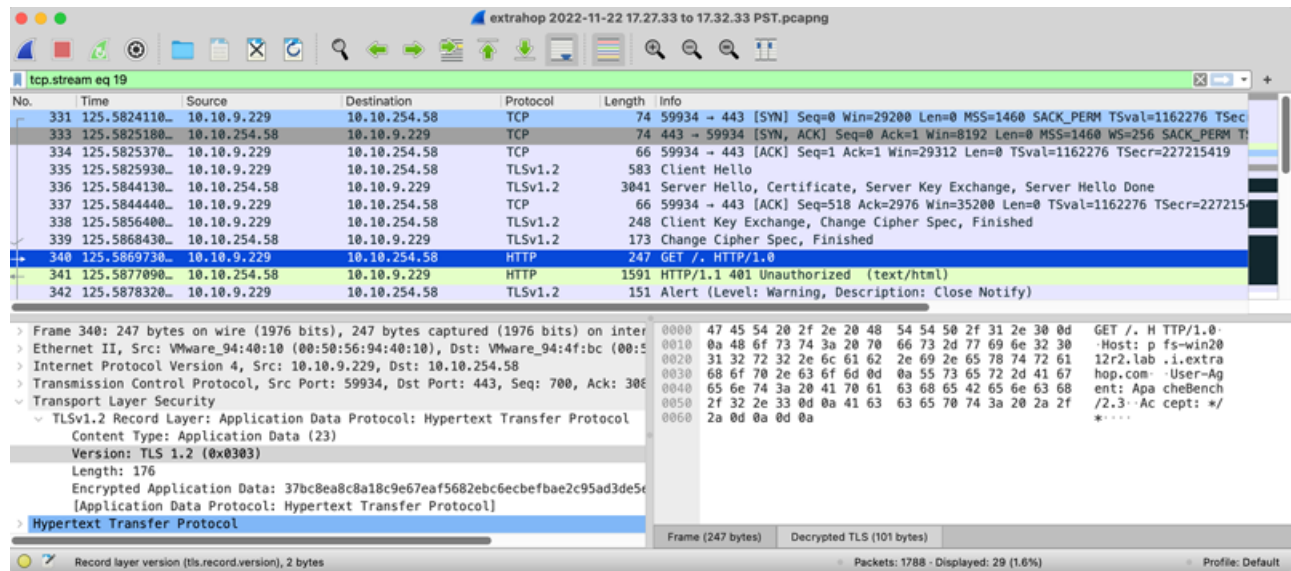 extrahop 2022-11-22 17.27.33 to 17.32.33 PST.pcapng
tcp.stream eq 19
No. Time Source Destination Protocol Length Info
331 125.5824110… 10.10.9.229 10.10.254.58 TCP 74 59934 → 443 [SYN] Seq=0 Win=29200 Len=0 MSS=1460 SACK_PERM TSval=1162276 TSec
333 125.5825180… 10.10.254.58 10.10.9.229 TCP 74 443 → 59934 [SYN, ACK] Seq=0 Ack=1 Win=8192 Len=0 MSS=1460 WS=256 SACK_PERM T
334 125.5825370… 10.10.9.229 10.10.254.58 TCP 66 59934 → 443 [ACK] Seq=1 Ack=1 Win=29312 Len=0 TSval=1162276 TSecr=227215419
335 125.5825930… 10.10.9.229 10.10.254.58 TLSv1.2 583 Client Hello
336 125.5844130… 10.10.254.58 10.10.9.229 TLSv1.2 3041 Server Hello, Certificate, Server Key Exchange, Server Hello Done
337 125.5844440… 10.10.9.229 10.10.254.58 TCP 66 59934 → 443 [ACK] Seq=518 Ack=2976 Win=35200 Len=0 TSval=1162276 TSecr=2272154
338 125.5856400… 10.10.9.229 10.10.254.58 TLSv1.2 248 Client Key Exchange, Change Cipher Spec, Finished
339 125.5868430… 10.10.254.58 10.10.9.229 TLSv1.2 173 Change Cipher Spec, Finished
340 125.5869730… 10.10.9.229 10.10.254.58 HTTP 247 GET /. HTTP/1.0
341 125.5877090… 10.10.254.58 10.10.9.229 HTTP 1591 HTTP/1.1 401 Unauthorized (text/html)
342 125.5878320… 10.10.9.229 10.10.254.58 TLSv1.2 151 Alert (Level: Warning, Description: Close Notify)
Frame 340: 247 bytes on wire (1976 bits), 247 bytes captured (1976 bits) on inter
Ethernet II, Src: VMware_94:40:10 (00:50:56:94:40:10), Dst: VMware_94:4f:bc (00:5
Internet Protocol Version 4, Src: 10.10.9.229, Dst: 10.10.254.58
Transmission Control Protocol, Src Port: 59934, Dst Port: 443, Seq: 700, Ack: 308
Transport Layer Security
TLSv1.2 Record Layer: Application Data Protocol: Hypertext Transfer Protocol
Content Type: Application Data (23)
Version: TLS 1.2 (0x0303)
Length: 176
Encrypted Application Data: 37bc8ea8c8a18c9e67eaf5682ebc6ecbefbae2c95ad3de5e
[Application Data Protocol: Hypertext Transfer Protocol]
Hypertext Transfer Protocol
0000 47 45 54 20 2f 2e 20 48 54 54 50 2f 31 2e 30 0d GET /. H TTP/1.0·
0010 0a 48 6f 73 74 3a 20 70 66 73 2d 77 69 6e 32 30 ·Host: p fs-win20
0020 31 32 72 32 2e 6c 61 62 2e 69 2e 65 78 74 72 61 12r2.lab .i.extra
0030 68 6f 70 2e 63 6f 6d 0d 0a 55 73 65 72 2d 41 67 hop.com· ·User-Ag
0040 65 6e 74 3a 20 41 70 61 63 68 65 42 65 6e 63 68 ent: Apa cheBench
0050 2f 32 2e 33 0d 0a 41 63 63 65 70 74 3a 20 2a 2f /2.3··Ac cept: */
0060 2a 0d 0a 0d 0a *····
Frame (247 bytes) Decrypted TLS (101 bytes)
Record layer version (tls.record.version), 2 bytes Packets: 1788 · Displayed: 29 (1.6%) Profile: Default